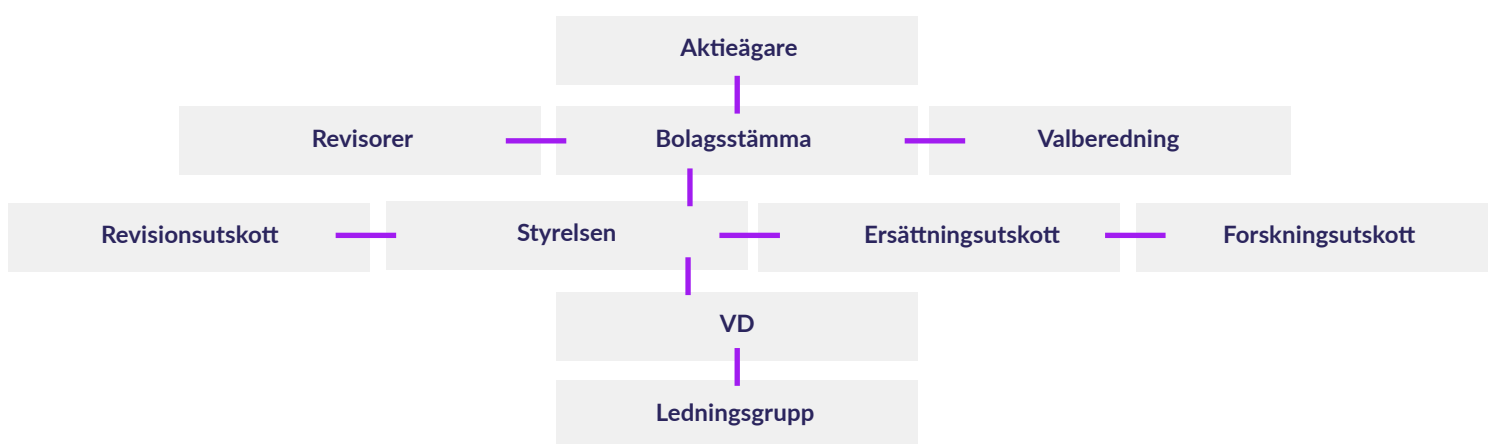 Aktieägare
Revisorer
Bolagsstämma
Valberedning
Revisionsutskott
Styrelsen
Ersättningsutskott
Forskningsutskott
VD
Ledningsgrupp